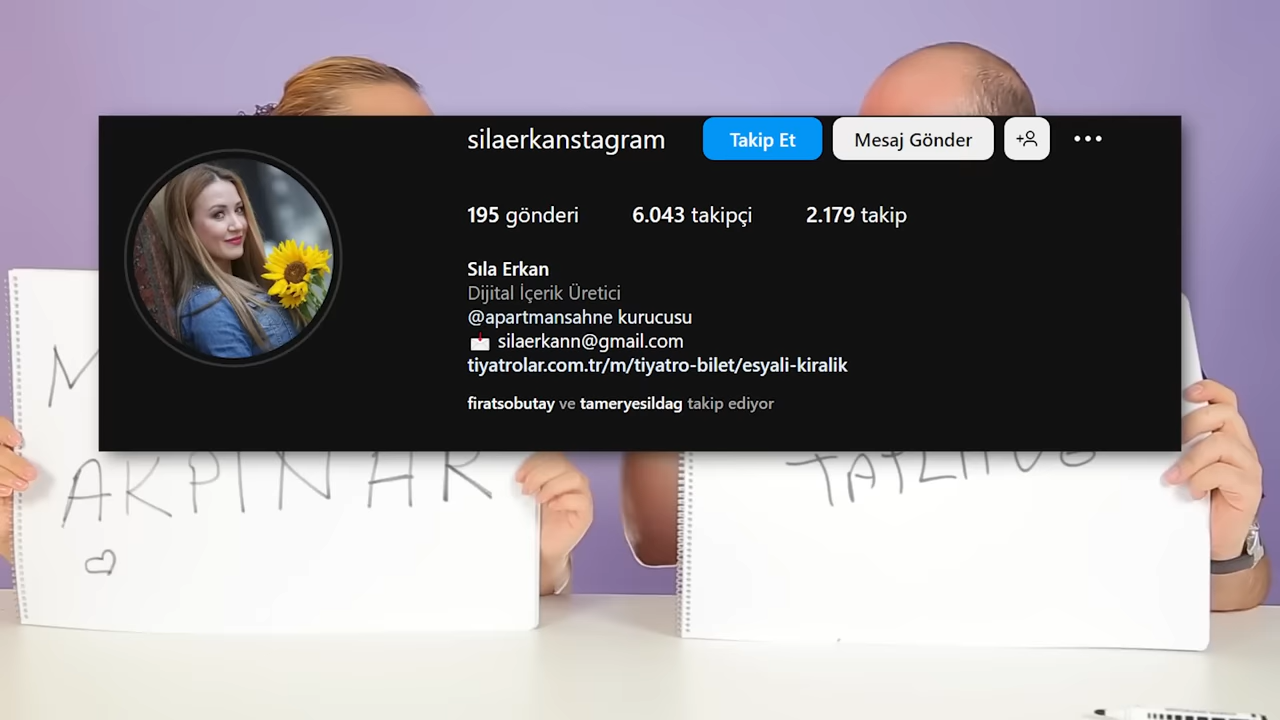 silaerkanstagram Takip Et Mesaj Gönder
195 gönderi 6.043 takipçi 2.179 takip
Sıla Erkan
Dijital İçerik Üretici
@apartmansahne kurucusu
silaerkann@gmail.com
tiyatrolar.com.tr/m/tiyatro-bilet/esyali-kiralik
firatsobutay ve tameryesildag takip ediyor
AKPINAR